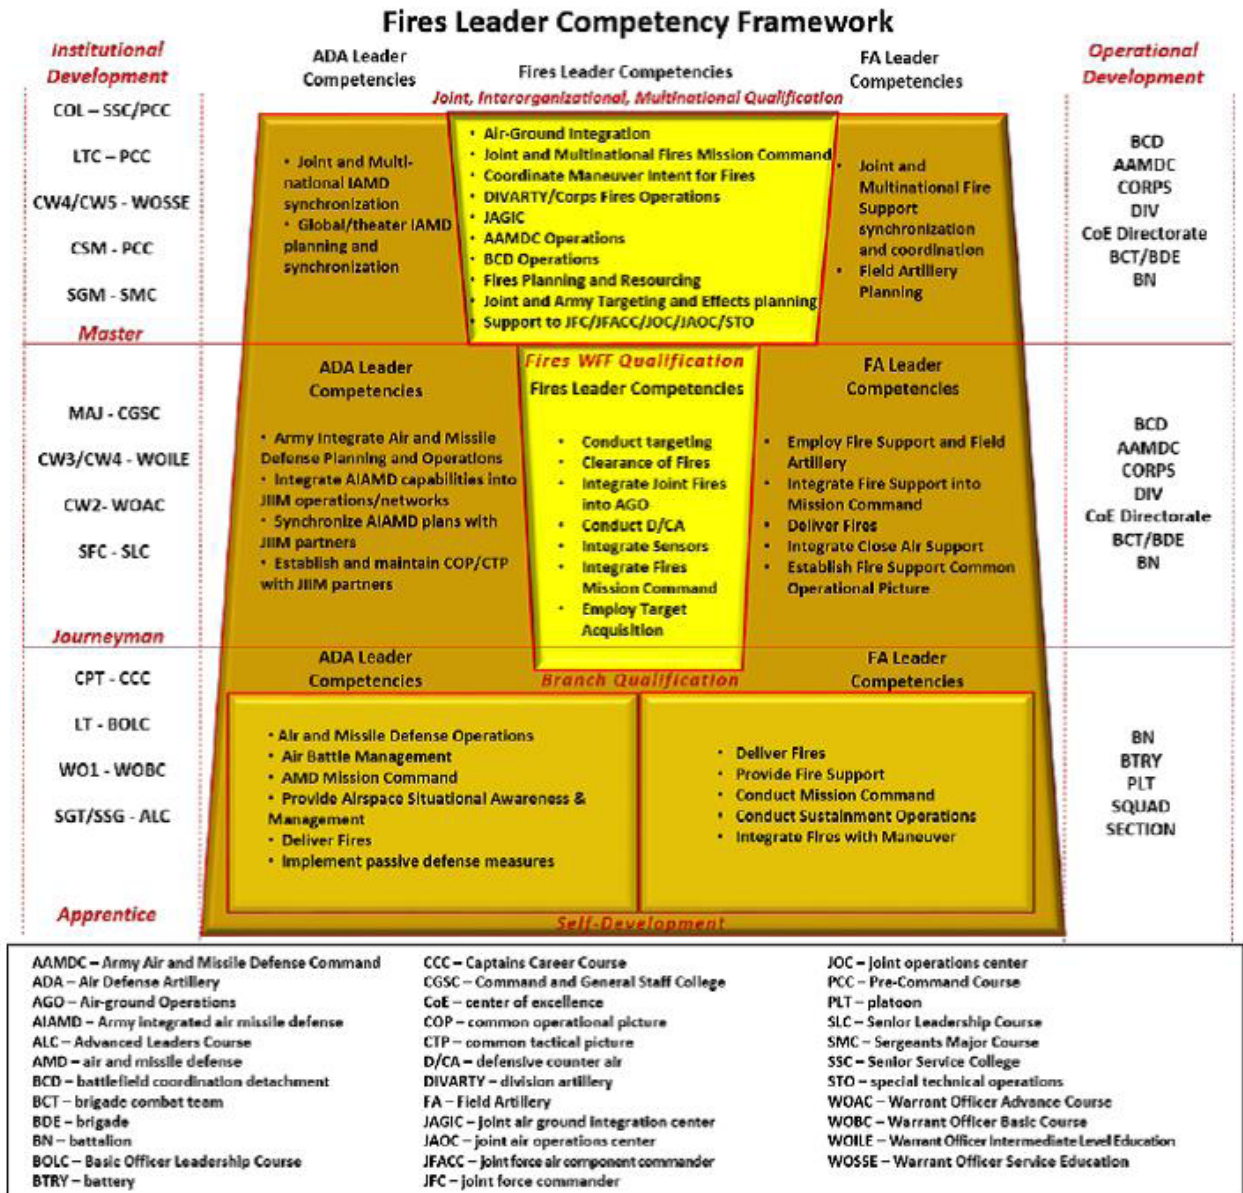 Fires Leader Competency Framework
Institutional
Development
ADA Leader
Competencies
Fires Leader Competencies
FA Leader
Competencies
Operational
Development
Joint, Interorganizational, Multinational Qualification
COL – SSC/PCC
LTC – PCC
CW4/CW5 - WOSSE
CSM - PCC
SGM - SMC
Master
• Joint and Multi-
national IAMD
synchronization
• Global/theater IAMD
planning and
synchronization
• Air-Ground Integration
• Joint and Multinational Fires Mission Command
• Coordinate Maneuver Intent for Fires
• DIVARTY/Corps Fires Operations
• JAGIC
• AAMDC Operations
• BCD Operations
• Fires Planning and Resourcing
• Joint and Army Targeting and Effects planning
• Support to JFC/JFACC/JOC/JAOC/STO
• Joint and
Multinational Fire
Support
synchronization
and coordination
• Field Artillery
Planning
BCD
AAMDC
CORPS
DIV
CoE Directorate
BCT/BDE
BN
Fires WFF Qualification
MAJ - CGSC
CW3/CW4 - WOILE
CW2- WOAC
SFC - SLC
Journeyman
ADA Leader
Competencies
• Army Integrate Air and Missile
Defense Planning and Operations
• Integrate AIAMD capabilities into
JIIM operations/networks
• Synchronize AIAMD plans with
JIIM partners
• Establish and maintain COP/CTP
with JIIM partners
Fires Leader Competencies
• Conduct targeting
• Clearance of Fires
• Integrate Joint Fires
into AGO
• Conduct D/CA
• Integrate Sensors
• Integrate Fires
Mission Command
• Employ Target
Acquisition
FA Leader
Competencies
• Employ Fire Support and Field
Artillery
• Integrate Fire Support into
Mission Command
• Deliver Fires
• Integrate Close Air Support
• Establish Fire Support Common
Operational Picture
BCD
AAMDC
CORPS
DIV
CoE Directorate
BCT/BDE
BN
Branch Qualification
CPT - CCC
LT - BOLC
WO1 - WOBC
SGT/SSG - ALC
Apprentice
ADA Leader
Competencies
• Air and Missile Defense Operations
• Air Battle Management
• AMD Mission Command
• Provide Airspace Situational Awareness &
Management
• Deliver Fires
• Implement passive defense measures
FA Leader
Competencies
• Deliver Fires
• Provide Fire Support
• Conduct Mission Command
• Conduct Sustainment Operations
• Integrate Fires with Maneuver
BN
BTRY
PLT
SQUAD
SECTION
Self-Development
AAMDC – Army Air and Missile Defense Command
ADA – Air Defense Artillery
AGO – Air-ground Operations
AIAMD – Army integrated air missile defense
ALC – Advanced Leaders Course
AMD – air and missile defense
BCD – battlefield coordination detachment
BCT – brigade combat team
BDE – brigade
BN – battalion
BOLC – Basic Officer Leadership Course
BTRY – battery
CCC – Captains Career Course
CGSC – Command and General Staff College
CoE – center of excellence
COP – common operational picture
CTP – common tactical picture
D/CA – defensive counter air
DIVARTY – division artillery
FA – Field Artillery
JAGIC – joint air ground integration center
JAOC – joint air operations center
JFACC – joint force air component commander
JFC – joint force commander
JOC – joint operations center
PCC – Pre-Command Course
PLT – platoon
SLC – Senior Leadership Course
SMC – Sergeants Major Course
SSC – Senior Service College
STO – special technical operations
WOAC – Warrant Officer Advance Course
WOBC – Warrant Officer Basic Course
WOILE – Warrant Officer Intermediate Level Education
WOSSE – Warrant Officer Service Education